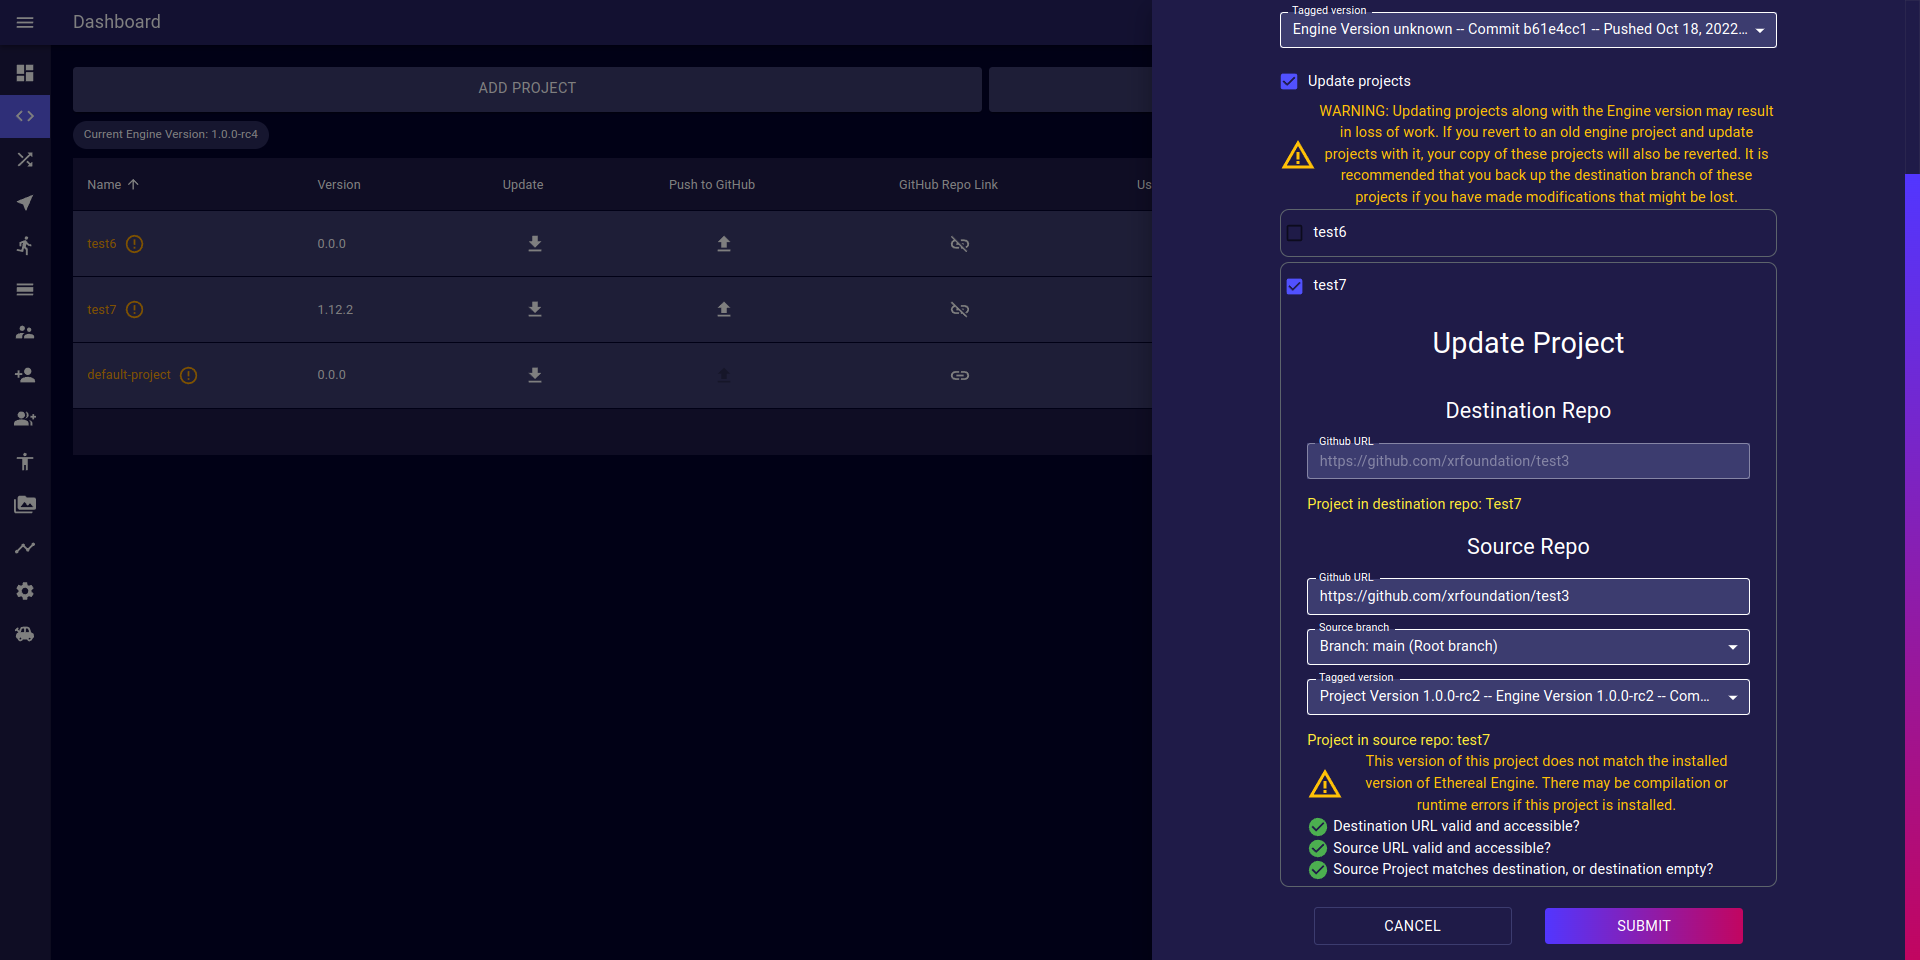 Dashboard
ADD PROJECT
Current Engine Version: 1.0.0-rc4
Name Version Update Push to GitHub GitHub Repo Link Us
test6 0.0.0
test7 1.12.2
default-project 0.0.0
Tagged version
Engine Version unknown -- Commit b61e4cc1 -- Pushed Oct 18, 2022...
Update projects
WARNING: Updating projects along with the Engine version may result
in loss of work. If you revert to an old engine project and update
projects with it, your copy of these projects will also be reverted. It is
recommended that you back up the destination branch of these
projects if you have made modifications that might be lost.
test6
test7
Update Project
Destination Repo
Github URL
https://github.com/xrfoundation/test3
Project in destination repo: Test7
Source Repo
Github URL
https://github.com/xrfoundation/test3
Source branch
Branch: main (Root branch)
Tagged version
Project Version 1.0.0-rc2 -- Engine Version 1.0.0-rc2 -- Com...
Project in source repo: test7
This version of this project does not match the installed
version of Ethereal Engine. There may be compilation or
runtime errors if this project is installed.
Destination URL valid and accessible?
Source URL valid and accessible?
Source Project matches destination, or destination empty?
CANCEL
SUBMIT